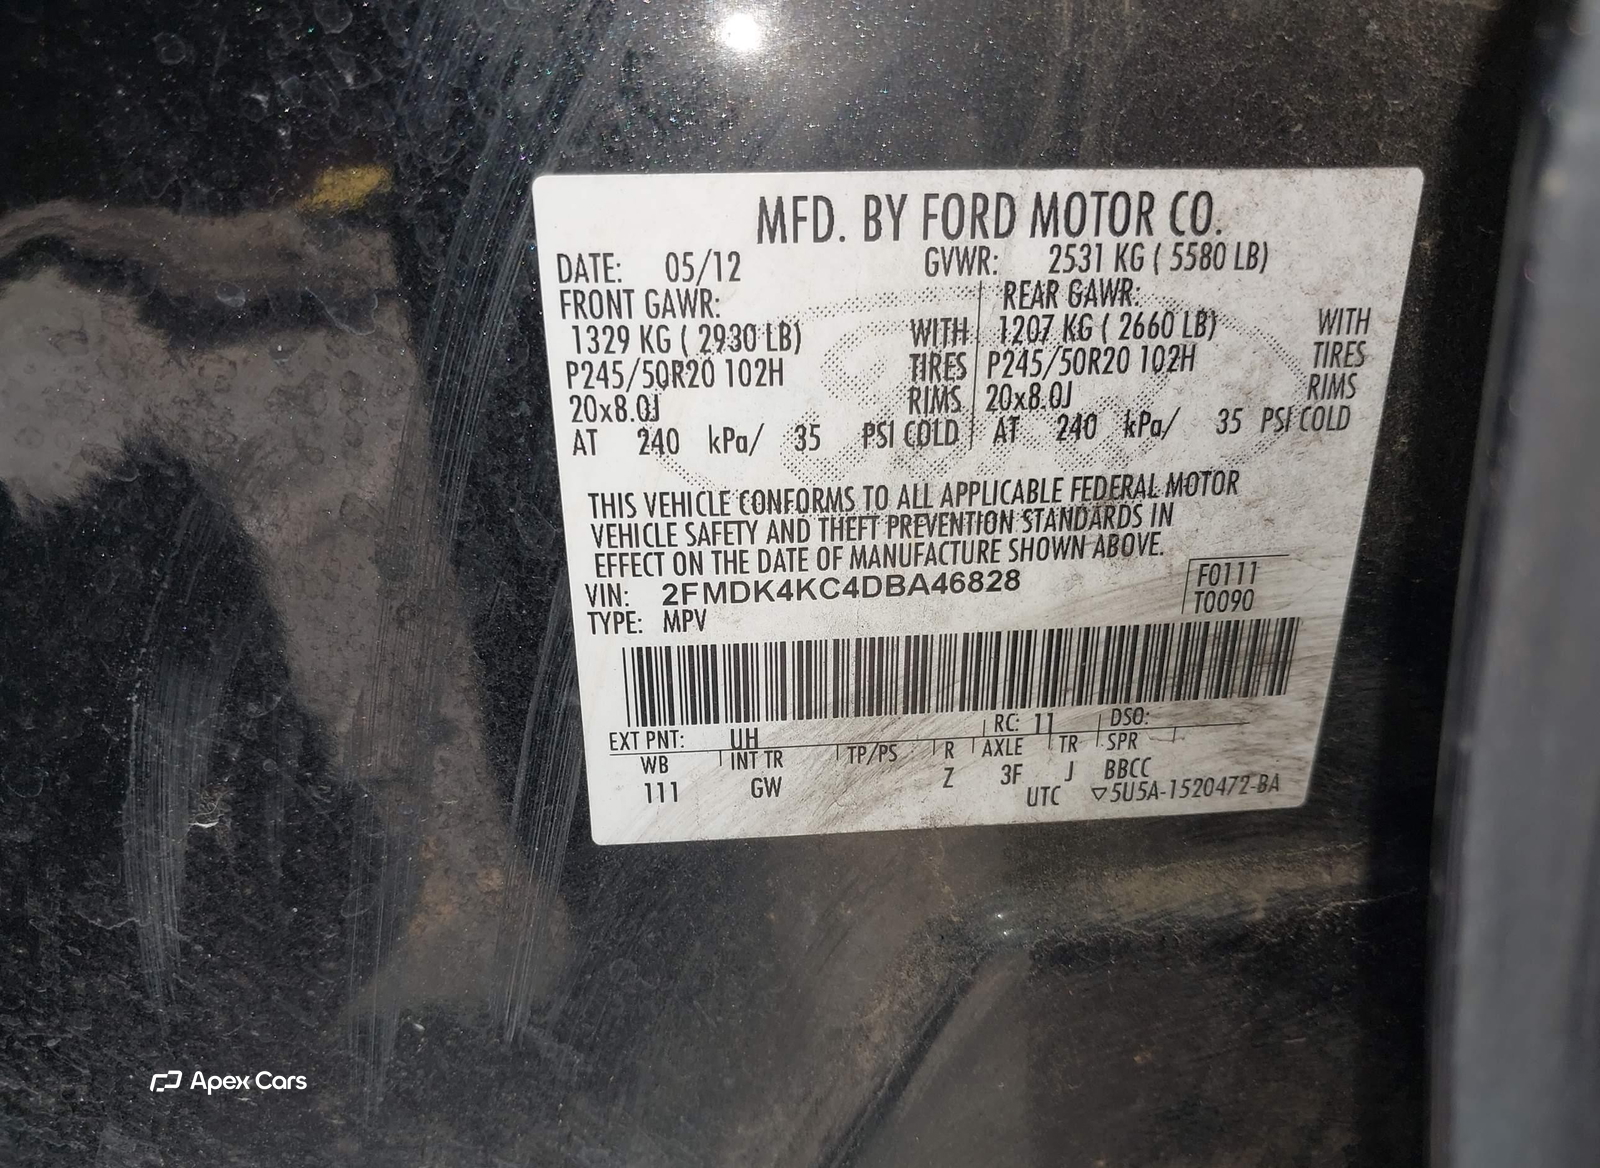 MFD. BY FORD MOTOR CO.
DATE: 05/12 GVWR: 2531 KG ( 5580 LB)
FRONT GAWR: REAR GAWR:
1329 KG ( 2930 LB) WITH 1207 KG ( 2660 LB) WITH
P245/50R20 102H TIRES P245/50R20 102H TIRES
20x8.0J RIMS 20x8.0J RIMS
AT 240 kPa/ 35 PSI COLD AT 240 kPa/ 35 PSI COLD
THIS VEHICLE CONFORMS TO ALL APPLICABLE FEDERAL MOTOR
VEHICLE SAFETY AND THEFT PREVENTION STANDARDS IN
EFFECT ON THE DATE OF MANUFACTURE SHOWN ABOVE.
VIN: 2FMDK4KC4DBA46828 F0111
TYPE: MPV T0090
EXT PNT: UH RC: 11 DSO:
WB INT TR TP/PS R AXLE TR SPR
111 GW Z 3F J BBCC
UTC ▽5U5A-1520472-BA
Apex Cars